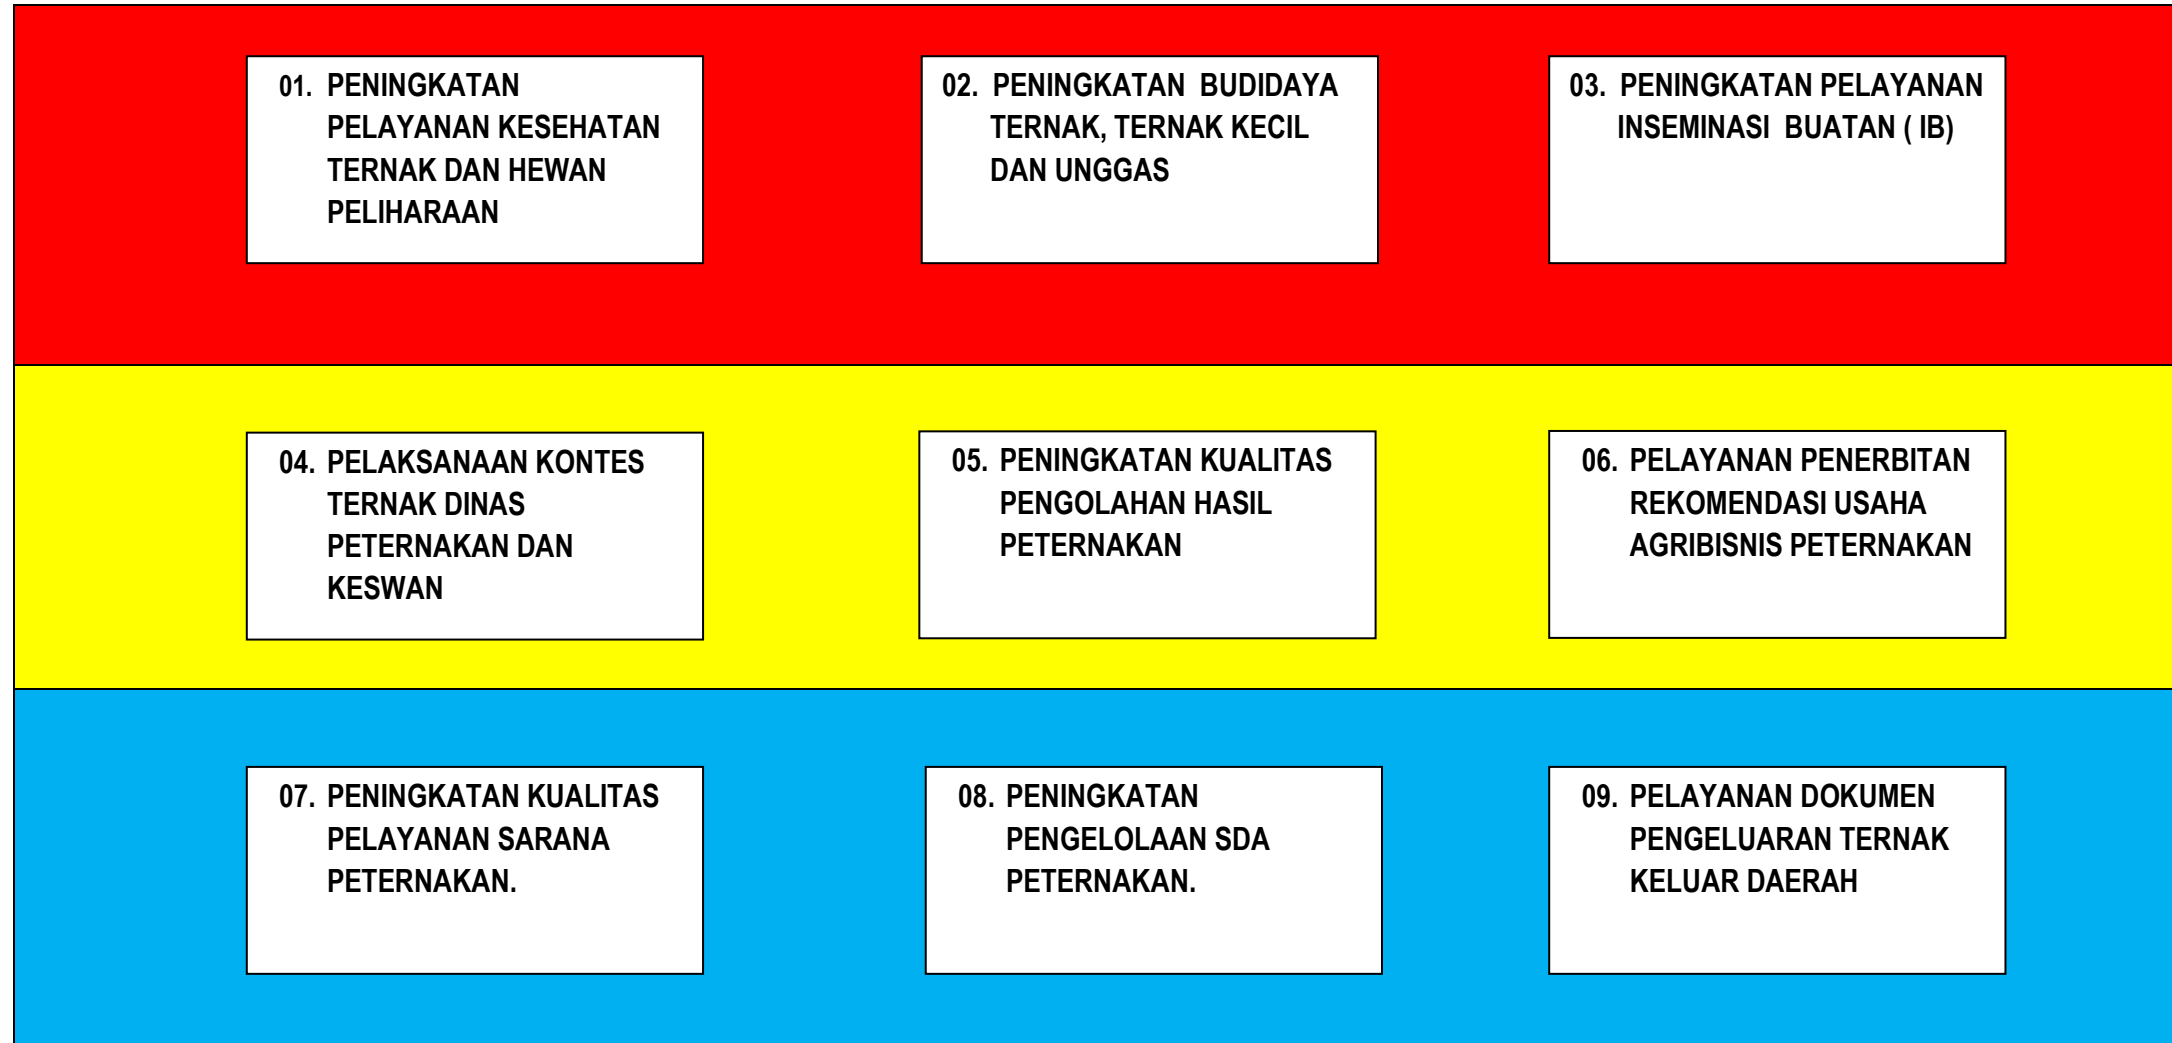 01. PENINGKATAN
PELAYANAN KESEHATAN
TERNAK DAN HEWAN
PELIHARAAN
02. PENINGKATAN BUDIDAYA
TERNAK, TERNAK KECIL
DAN UNGGAS
03. PENINGKATAN PELAYANAN
INSEMINASI BUATAN ( IB)
04. PELAKSANAAN KONTES
TERNAK DINAS
PETERNAKAN DAN
KESWAN
05. PENINGKATAN KUALITAS
PENGOLAHAN HASIL
PETERNAKAN
06. PELAYANAN PENERBITAN
REKOMENDASI USAHA
AGRIBISNIS PETERNAKAN
07. PENINGKATAN KUALITAS
PELAYANAN SARANA
PETERNAKAN.
08. PENINGKATAN
PENGELOLAAN SDA
PETERNAKAN.
09. PELAYANAN DOKUMEN
PENGELUARAN TERNAK
KELUAR DAERAH